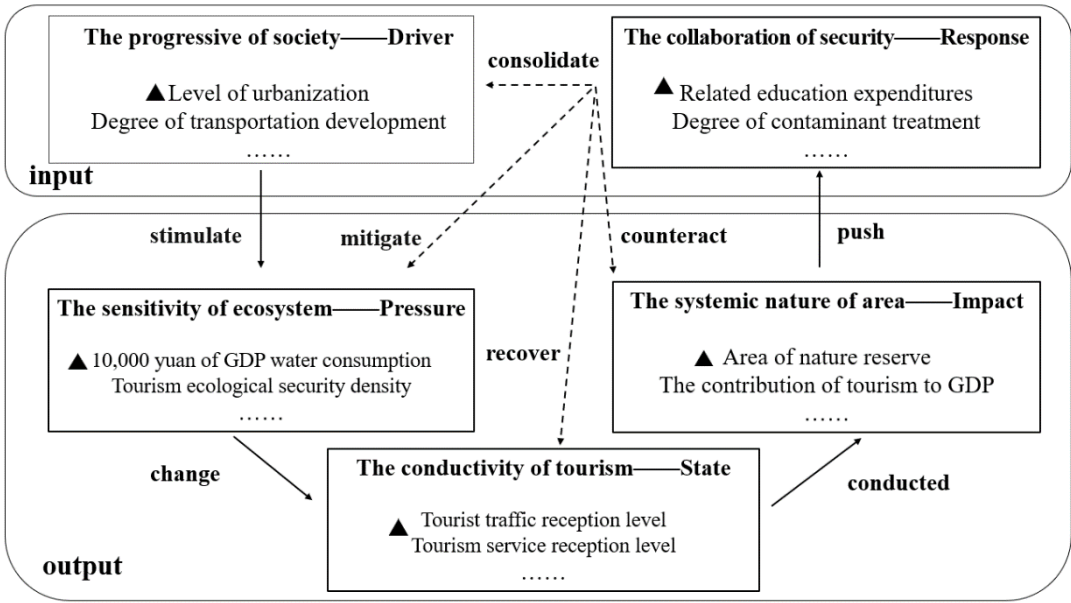 The progressive of society——Driver
▲Level of urbanization
Degree of transportation development
……
consolidate
The collaboration of security——Response
▲Related education expenditures
Degree of contaminant treatment
……
input
stimulate
mitigate
counteract
push
The sensitivity of ecosystem——Pressure
▲10,000 yuan of GDP water consumption
Tourism ecological security density
……
recover
The systemic nature of area——Impact
▲Area of nature reserve
The contribution of tourism to GDP
……
change
The conductivity of tourism——State
▲Tourist traffic reception level
Tourism service reception level
……
conducted
output